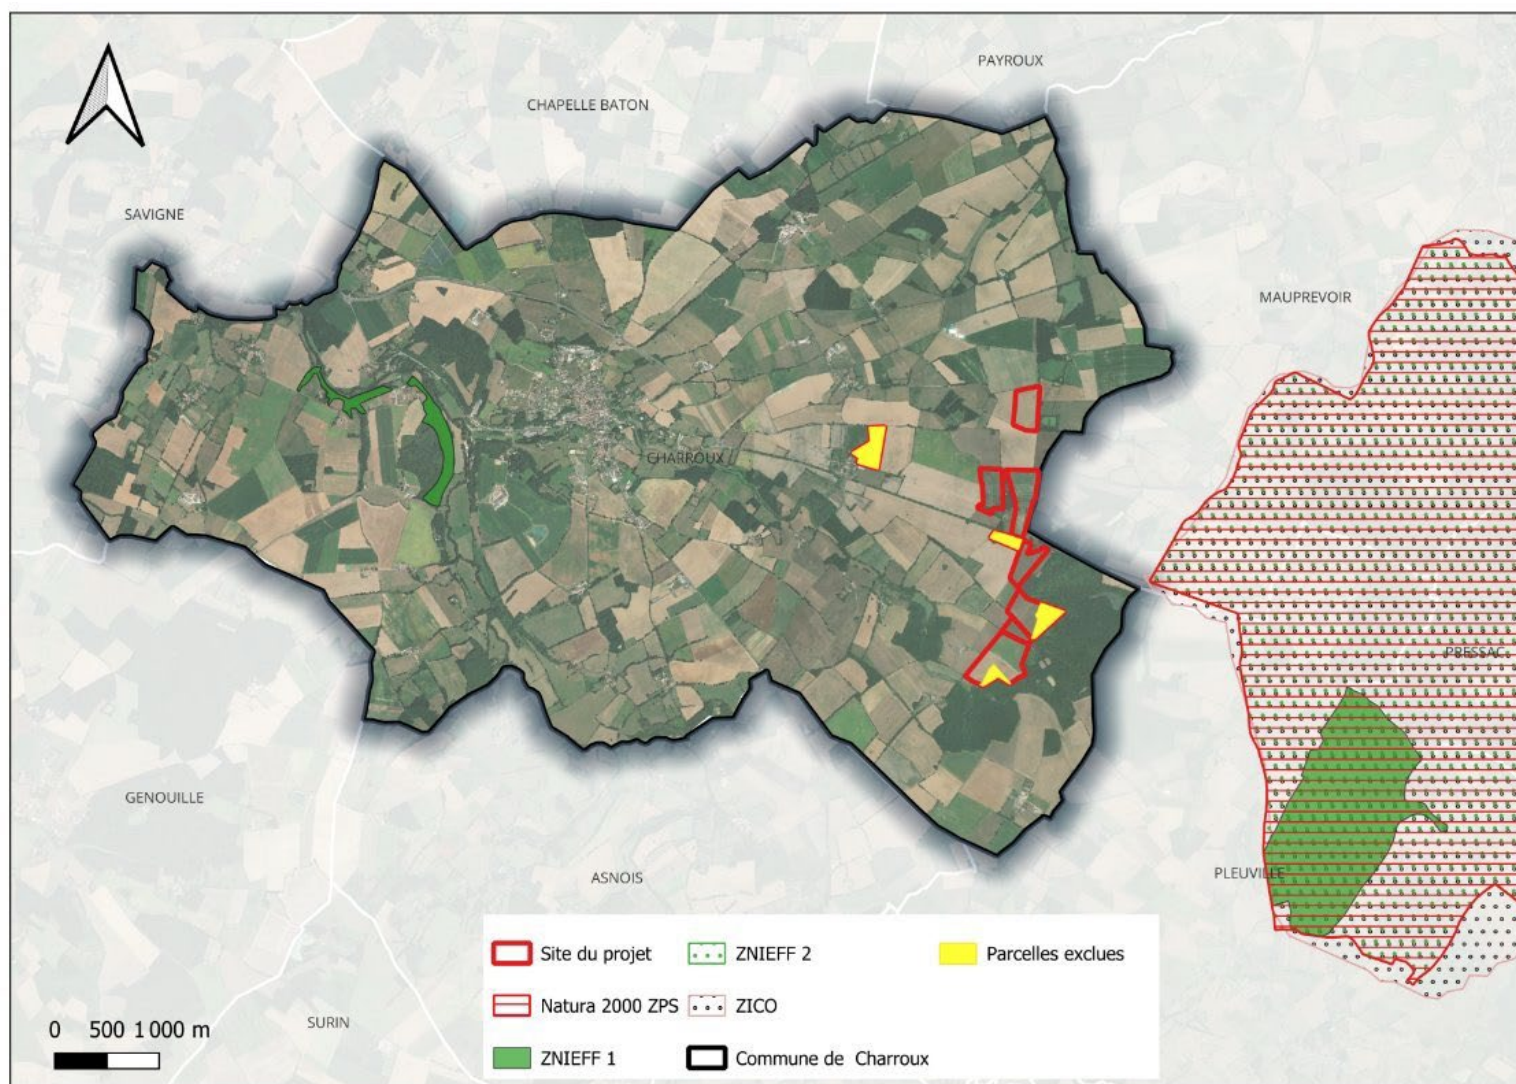 PAYROUX
CHAPELLE BATON
SAVIGNE
MAUPREVOIR
CHARROUX
PRESSAC
GENOUILLE
PLEUVILLE
ASNOIS
SURIN
0 500 1 000 m
Site du projet
ZNIEFF 2
Parcelles exclues
Natura 2000 ZPS
ZICO
ZNIEFF 1
Commune de Charroux